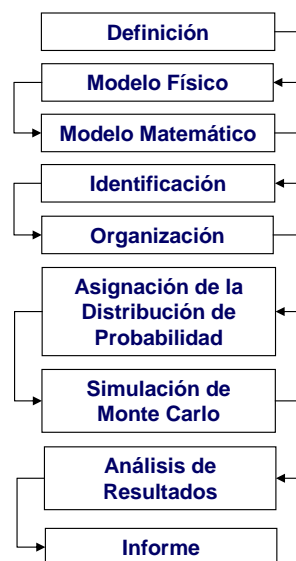 Definición
Modelo Físico
Modelo Matemático
Identificación
Organización
Asignación de la
Distribución de
Probabilidad
Simulación de
Monte Carlo
Análisis de
Resultados
Informe